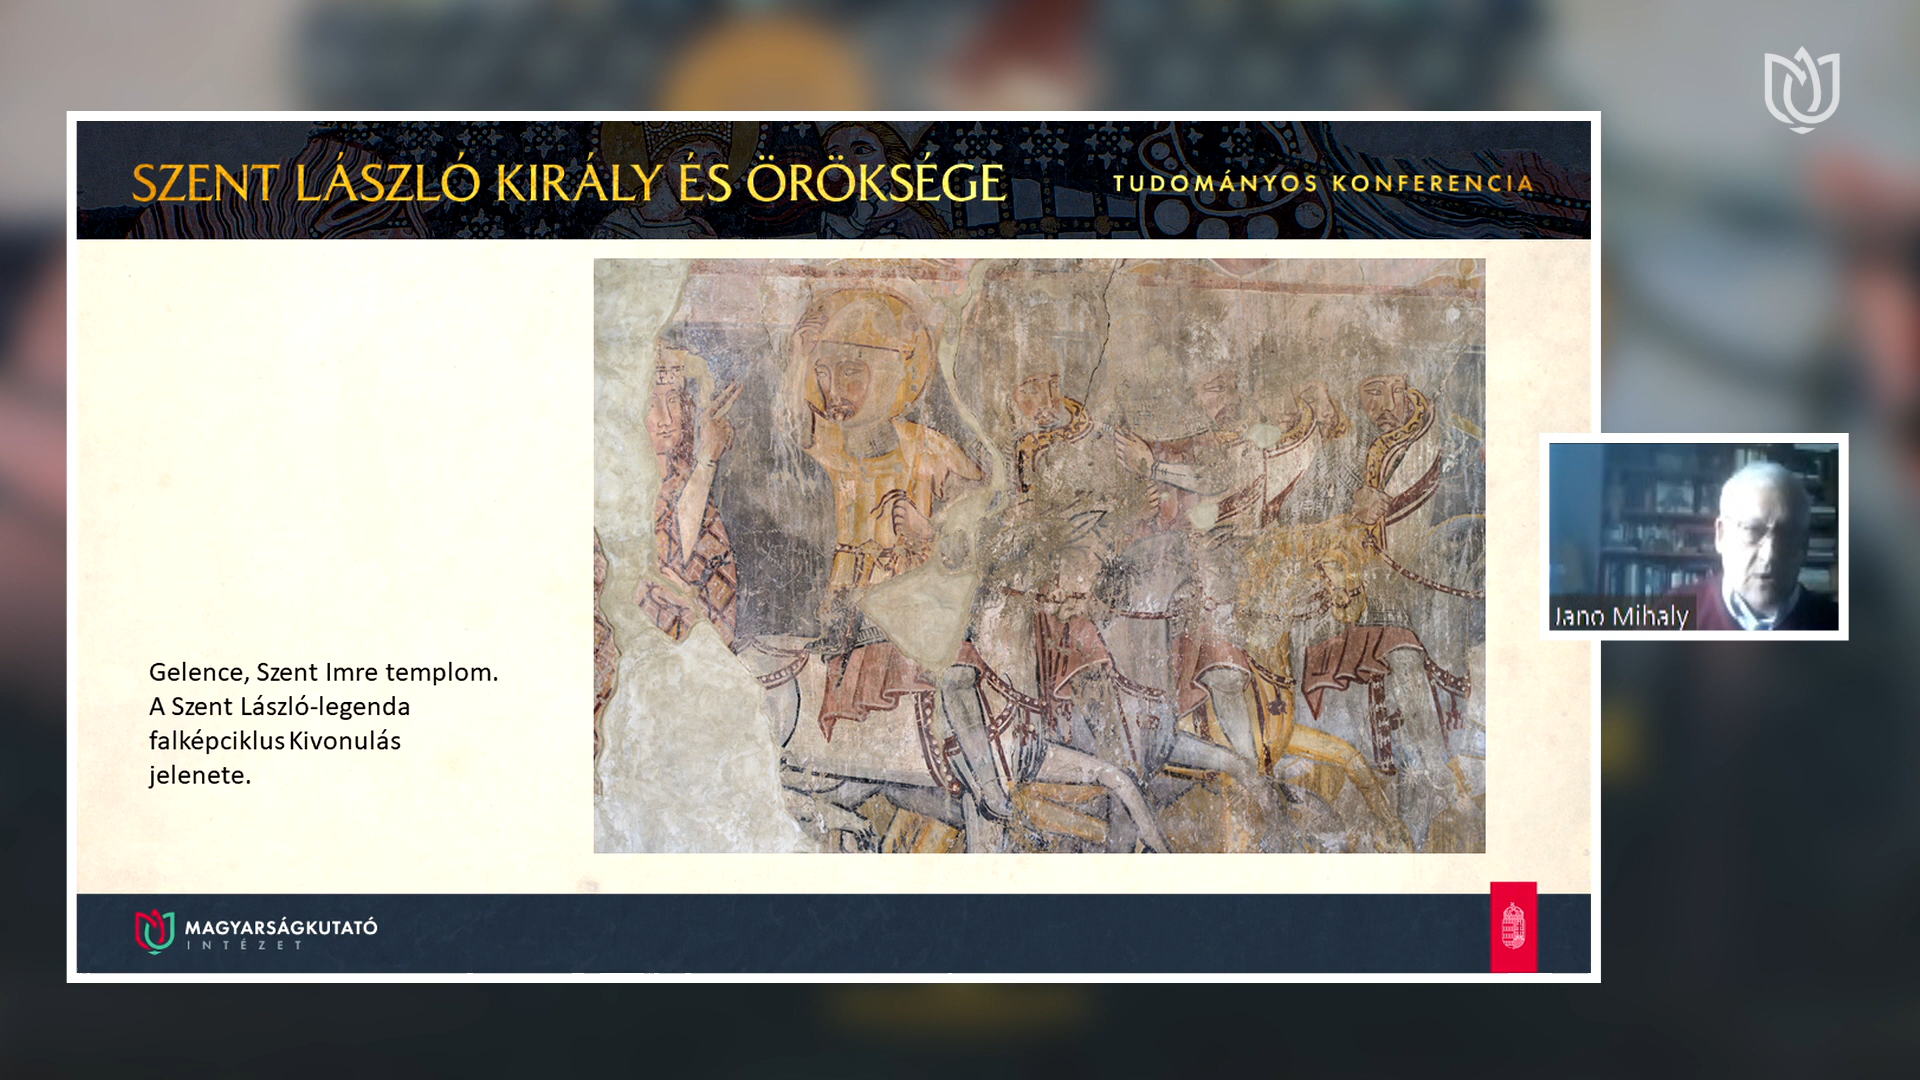 SZENT LÁSZLÓ KIRÁLY ÉS ÖRÖKSÉGE
TUDOMÁNYOS KONFERENCIA
Gelence, Szent Imre templom.
A Szent László-legenda
falképciklus Kivonulás
jelenete.
Jano Mihaly
MAGYARSÁGKUTATÓ
INTÉZET